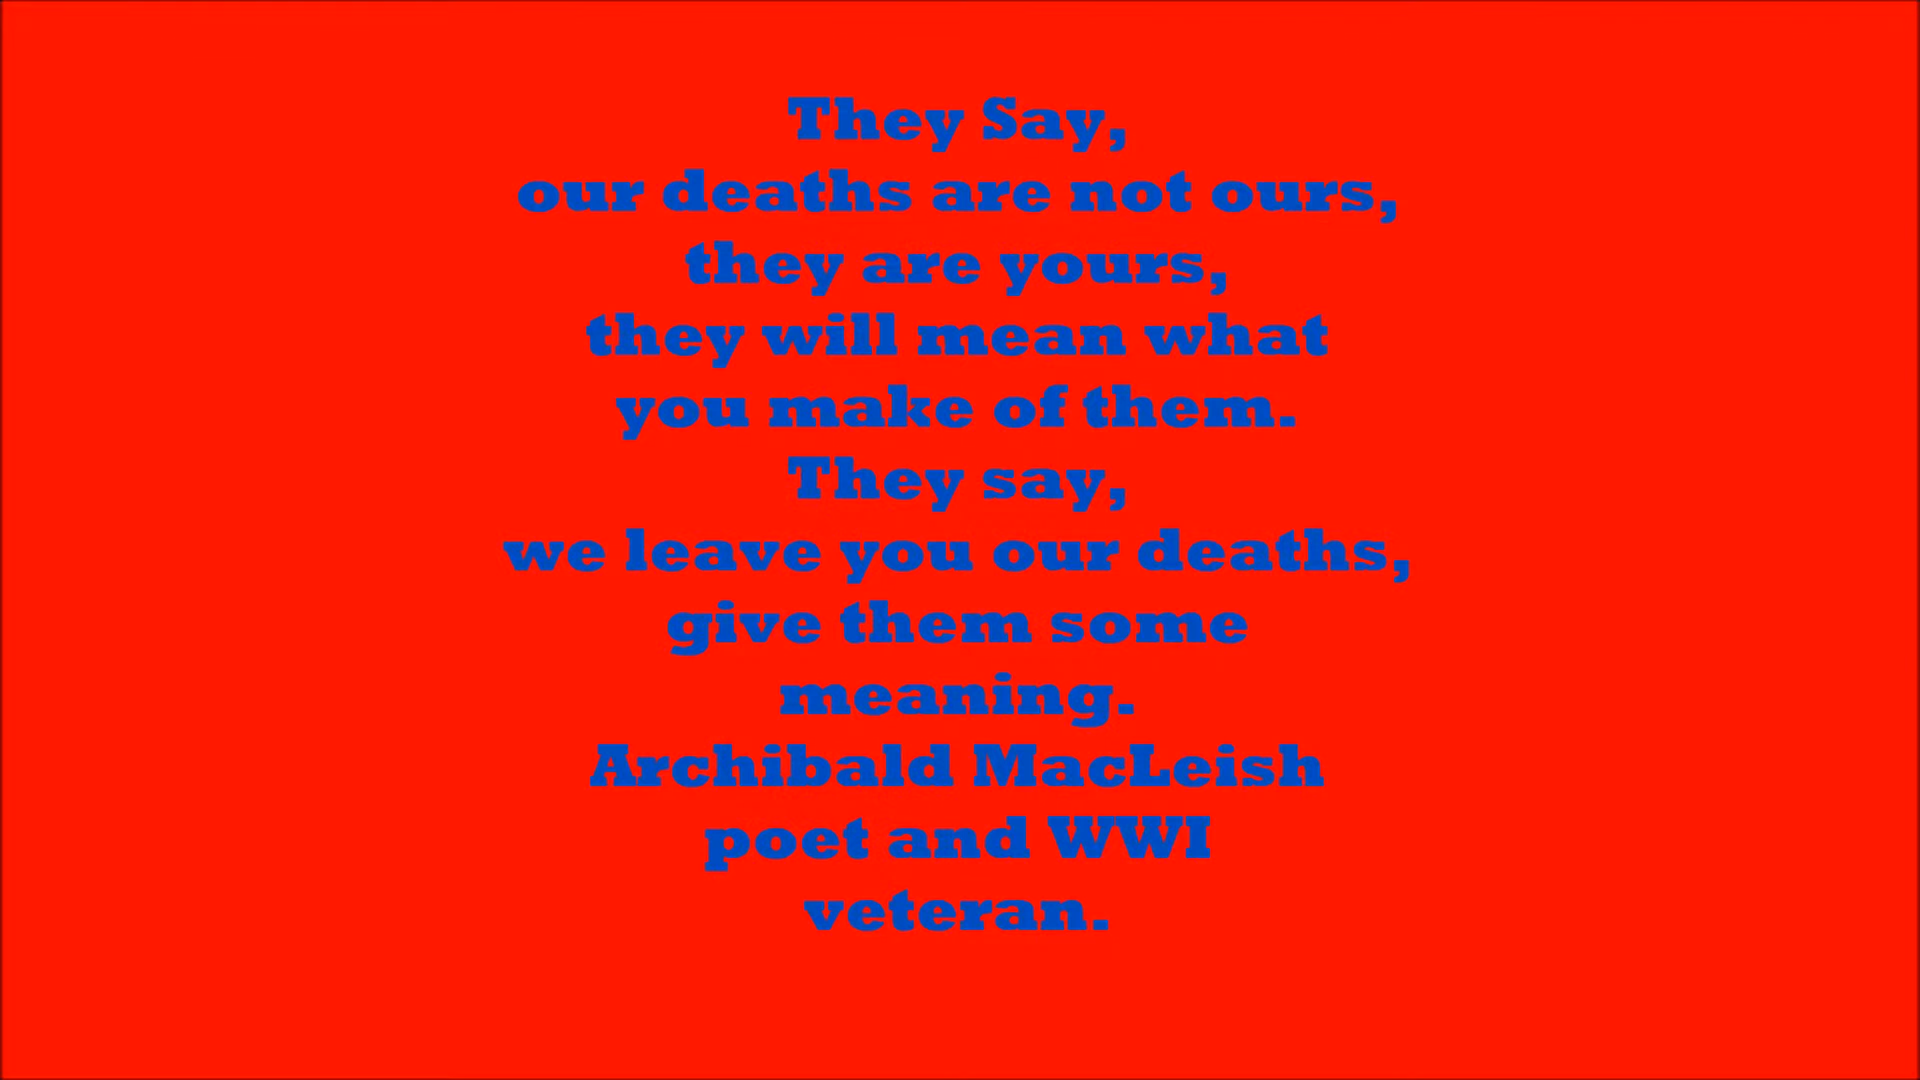 They Say,
our deaths are not ours,
they are yours,
they will mean what
you make of them.
They say,
we leave you our deaths,
give them some
meaning.
Archibald MacLeish
poet and WWI
veteran.